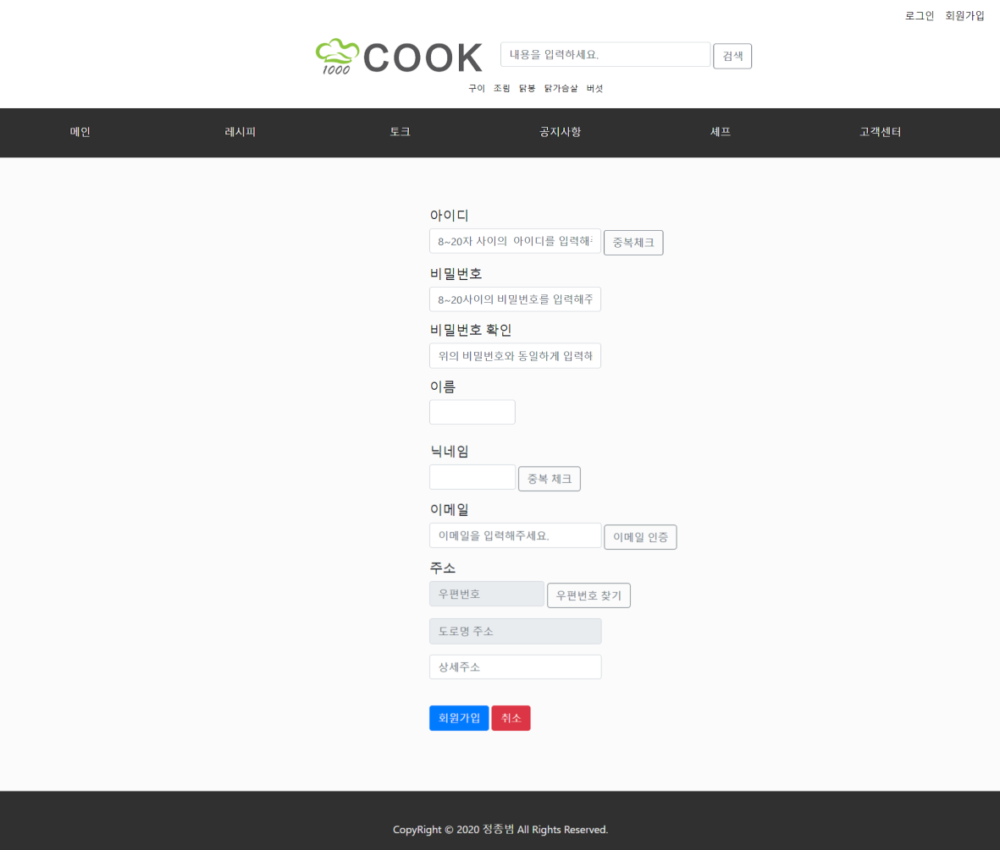 로그인 회원가입
1000 COOK 내용을 입력하세요. 검색
구이 조림 닭봉 닭가슴살 버섯
메인 레시피 토크 공지사항 셰프 고객센터
아이디
8~20자 사이의 아이디를 입력해 중복체크
비밀번호
8~20사이의 비밀번호를 입력해주
비밀번호 확인
위의 비밀번호와 동일하게 입력하
이름
닉네임
중복 체크
이메일
이메일을 입력해주세요. 이메일 인증
주소
우편번호 우편번호 찾기
도로명 주소
상세주소
회원가입 취소
CopyRight © 2020 정종범 All Rights Reserved.